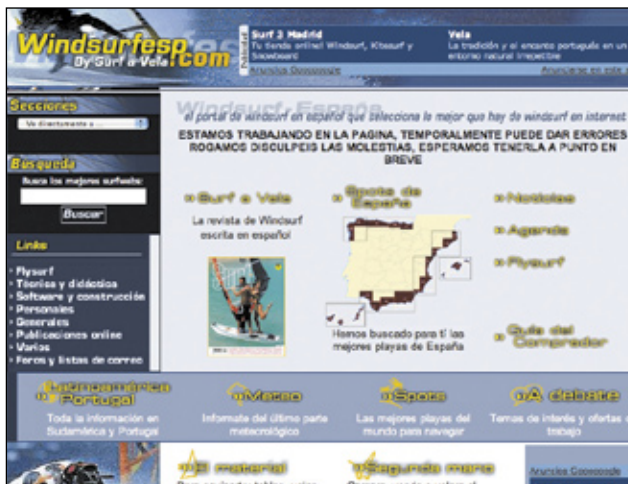 Windsurfesp.com
By Surf a Vela
Publicidad
Surf 3 Madrid
Tu tienda online! Windsurf, Kitesurf y
Snowboard
Vela
La tradición y el encanto portugués en un
entorno natural irrepetible
Anuncios Goooooogle
Anunciarse en este
Secciones
Ve directamente a ...
Busqueda
Busca los mejores surfwebs:
Buscar
Links
Flysurf
Técnica y didáctica
Software y construcción
Personales
Generales
Publicaciones online
Varios
Foros y listas de correo
Windsurf España
el portal de windsurf en español que selecciona lo mejor que hay de windsurf en internet
ESTAMOS TRABAJANDO EN LA PAGINA, TEMPORALMENTE PUEDE DAR ERRORES
ROGAMOS DISCULPEIS LAS MOLESTIAS, ESPERAMOS TENERLA A PUNTO EN
BREVE
Surf a Vela
La revista de Windsurf
escrita en español
Spots de
España
Hemos buscado para tí las
mejores playas de España
Noticias
Agenda
Flysurf
Guía del
Comprador
Latinoamérica
Portugal
Toda la información en
Sudamérica y Portugal
Meteo
Informate del último parte
meteorológico
Spots
Las mejores playas del
mundo para navegar
A debate
Temas de interés y ofertas de
trabajo
El material
Segunda mano
Anuncios Goooooogle